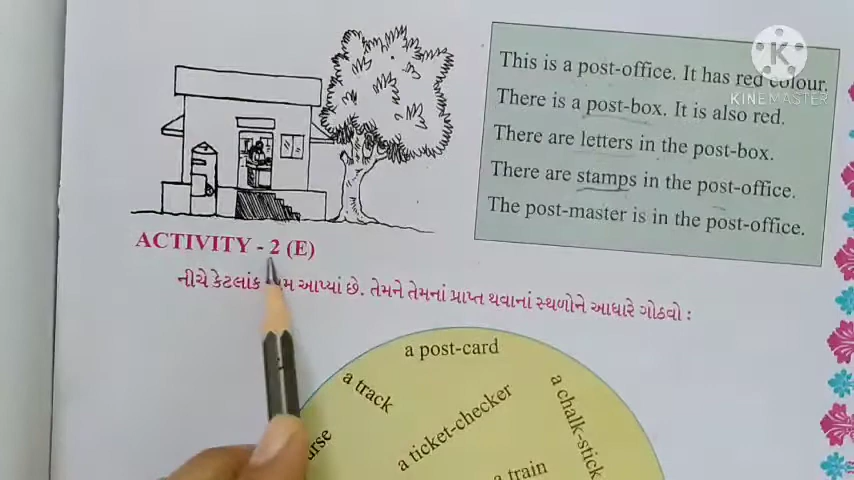 This is a post-office. It has red colour.
There is a post-box. It is also red.
There are letters in the post-box.
There are stamps in the post-office.
The post-master is in the post-office.
K
KINEMASTER
ACTIVITY - 2 (E)
નીચે કેટલાંક આપ્યાં છે. તેમને તેમનાં પ્રાપ્ત થવાનાં સ્થળોને આધારે ગોઠવો :
a post-card
a track
a ticket-checker
a chalk-stick
a train